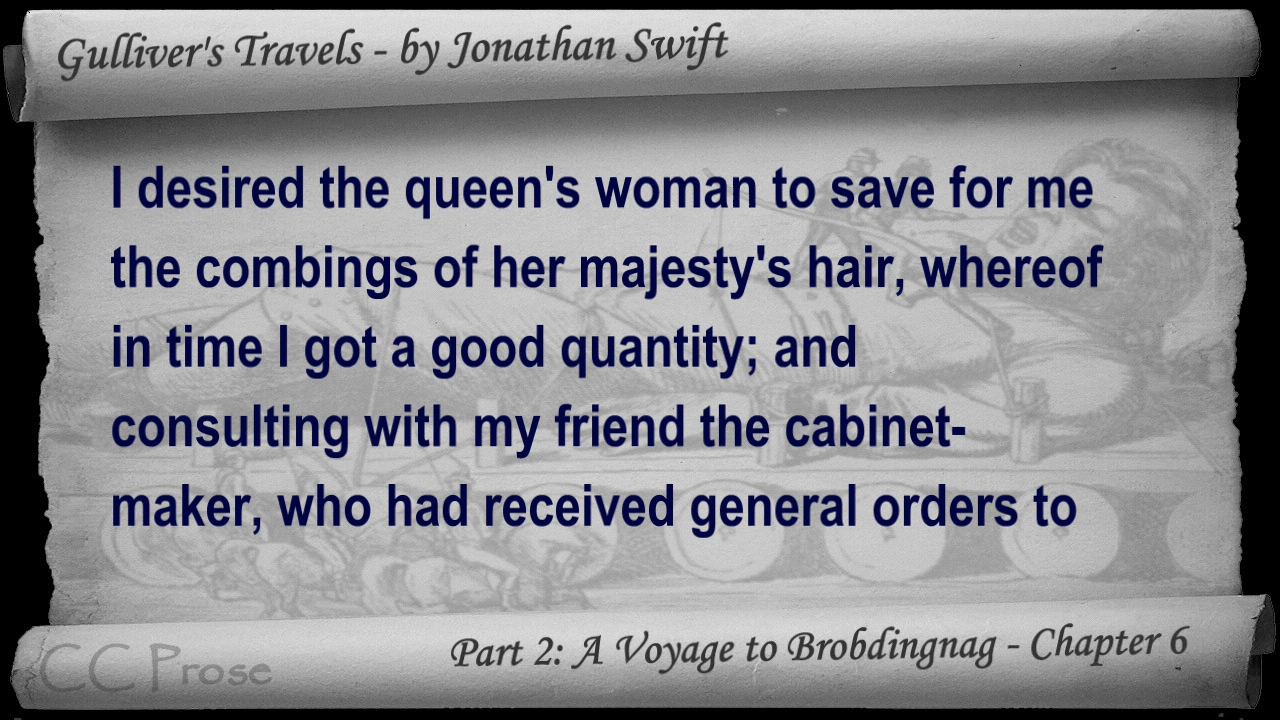 Gulliver's Travels - by Jonathan Swift
I desired the queen's woman to save for me
the combings of her majesty's hair, whereof
in time I got a good quantity; and
consulting with my friend the cabinet-
maker, who had received general orders to
Part 2: A Voyage to Brobdingnag - Chapter 6
CC Prose